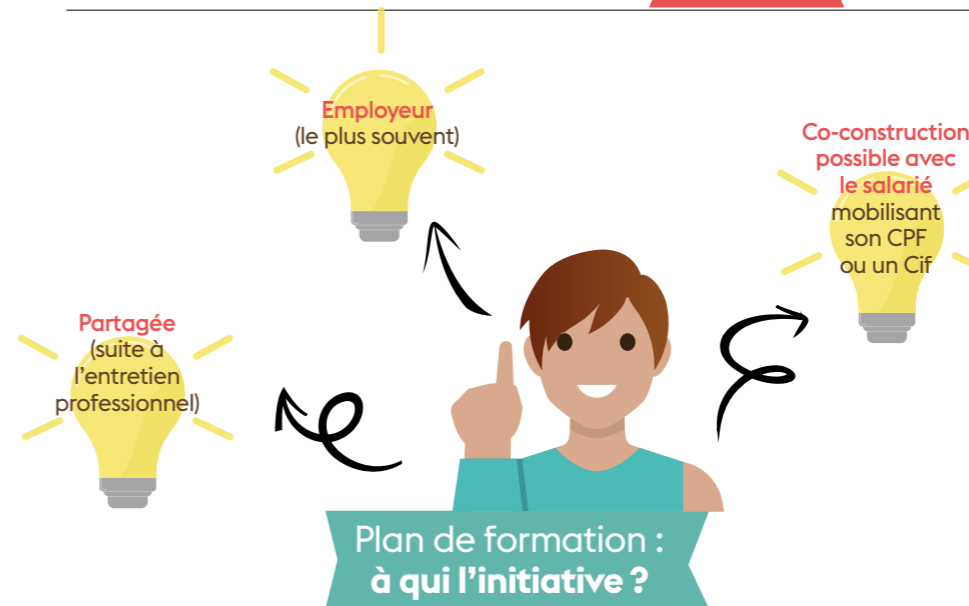 Employeur
(le plus souvent)
Co-construction
possible avec
le salarié
mobilisant
son CPF
ou un Cif
Partagée
(suite à
l’entretien
professionnel)
Plan de formation :
à qui l’initiative ?